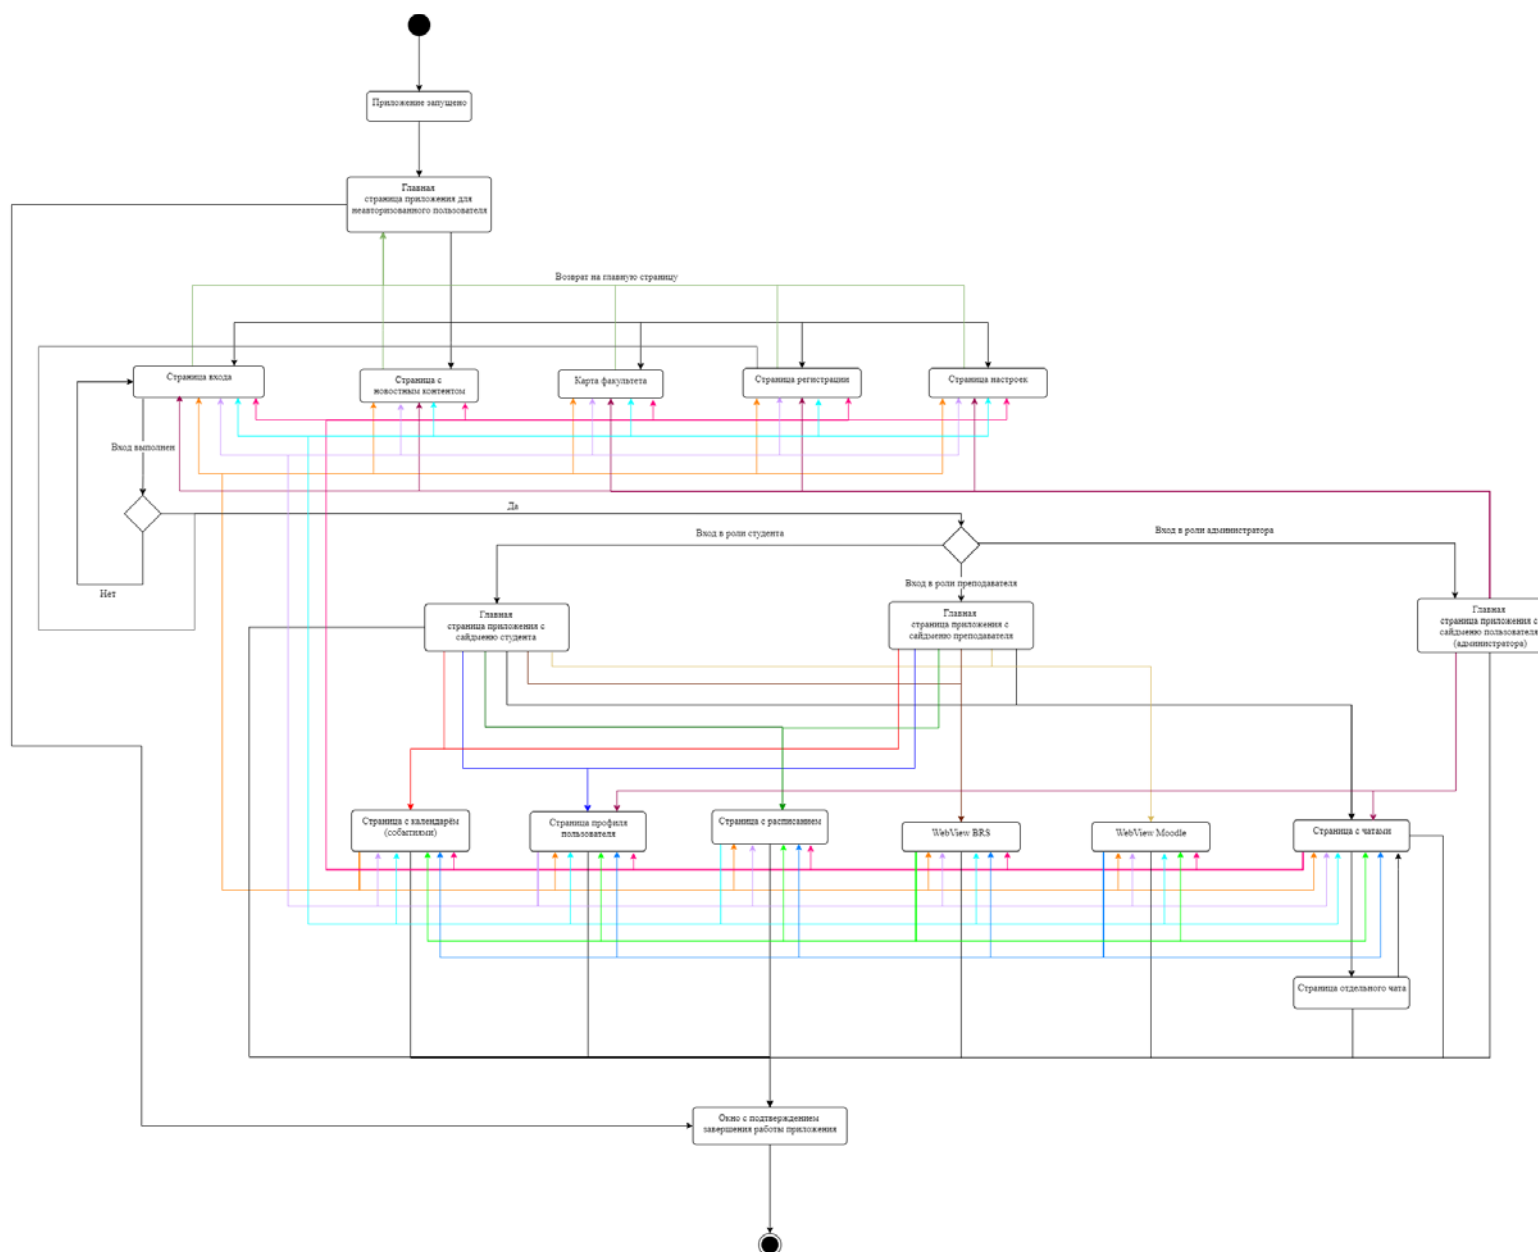 Приложение запущено
Главная
страница приложения для
неавторизованного пользователя
Возврат на главную страницу
Страница входа
Страница с
новостным контентом
Карта факультета
Страница регистрации
Страница настроек
Вход выполнен
Да
Нет
Вход в роли студента
Вход в роли администратора
Вход в роли преподавателя
Главная
страница приложения с
сайдменю студента
Главная
страница приложения с
сайдменю преподавателя
Главная
страница приложения с
сайдменю пользователя
(администратора)
Страница с календарём
(событиями)
Страница профиля
пользователя
Страница с расписанием
WebView BRS
WebView Moodle
Страница с чатами
Страница отдельного чата
Окно с подтверждением
завершения работы приложения